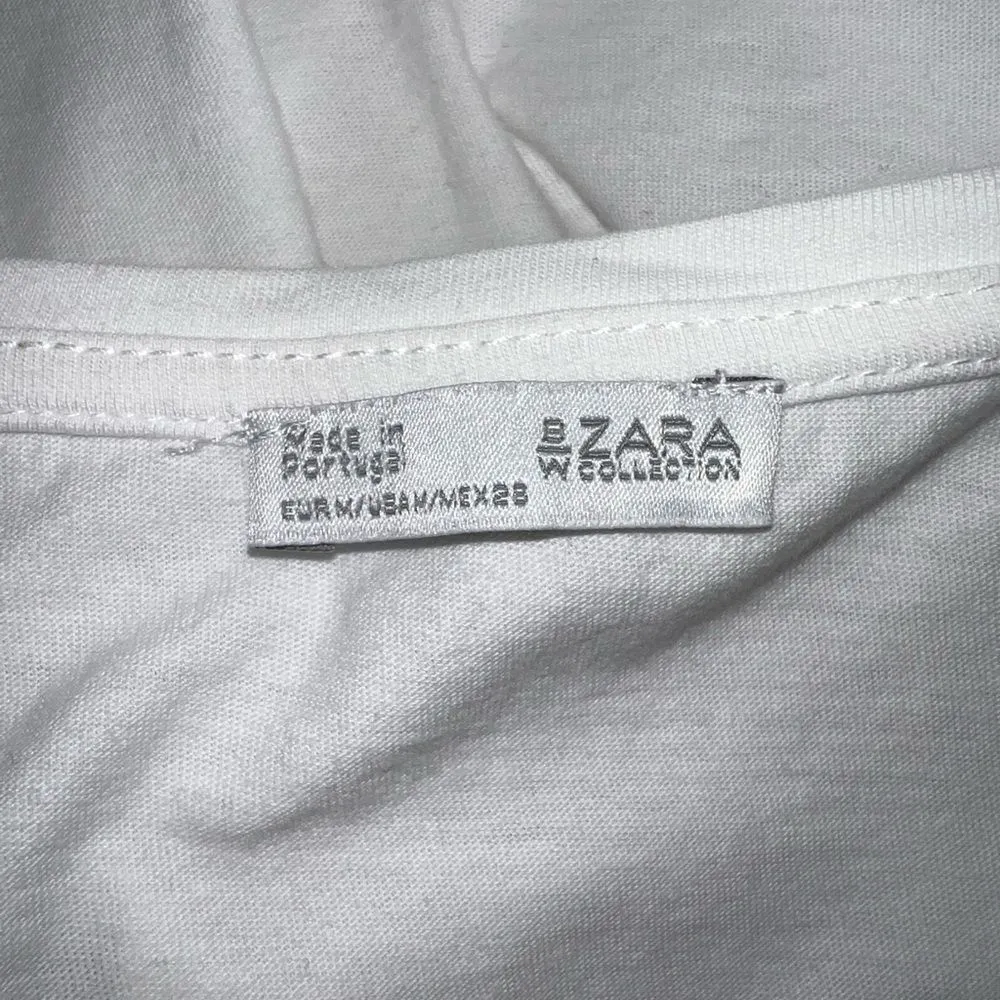 Made in
Portugal
EUR M/USA M/MEX 28
B
W
ZARA
COLLECTION